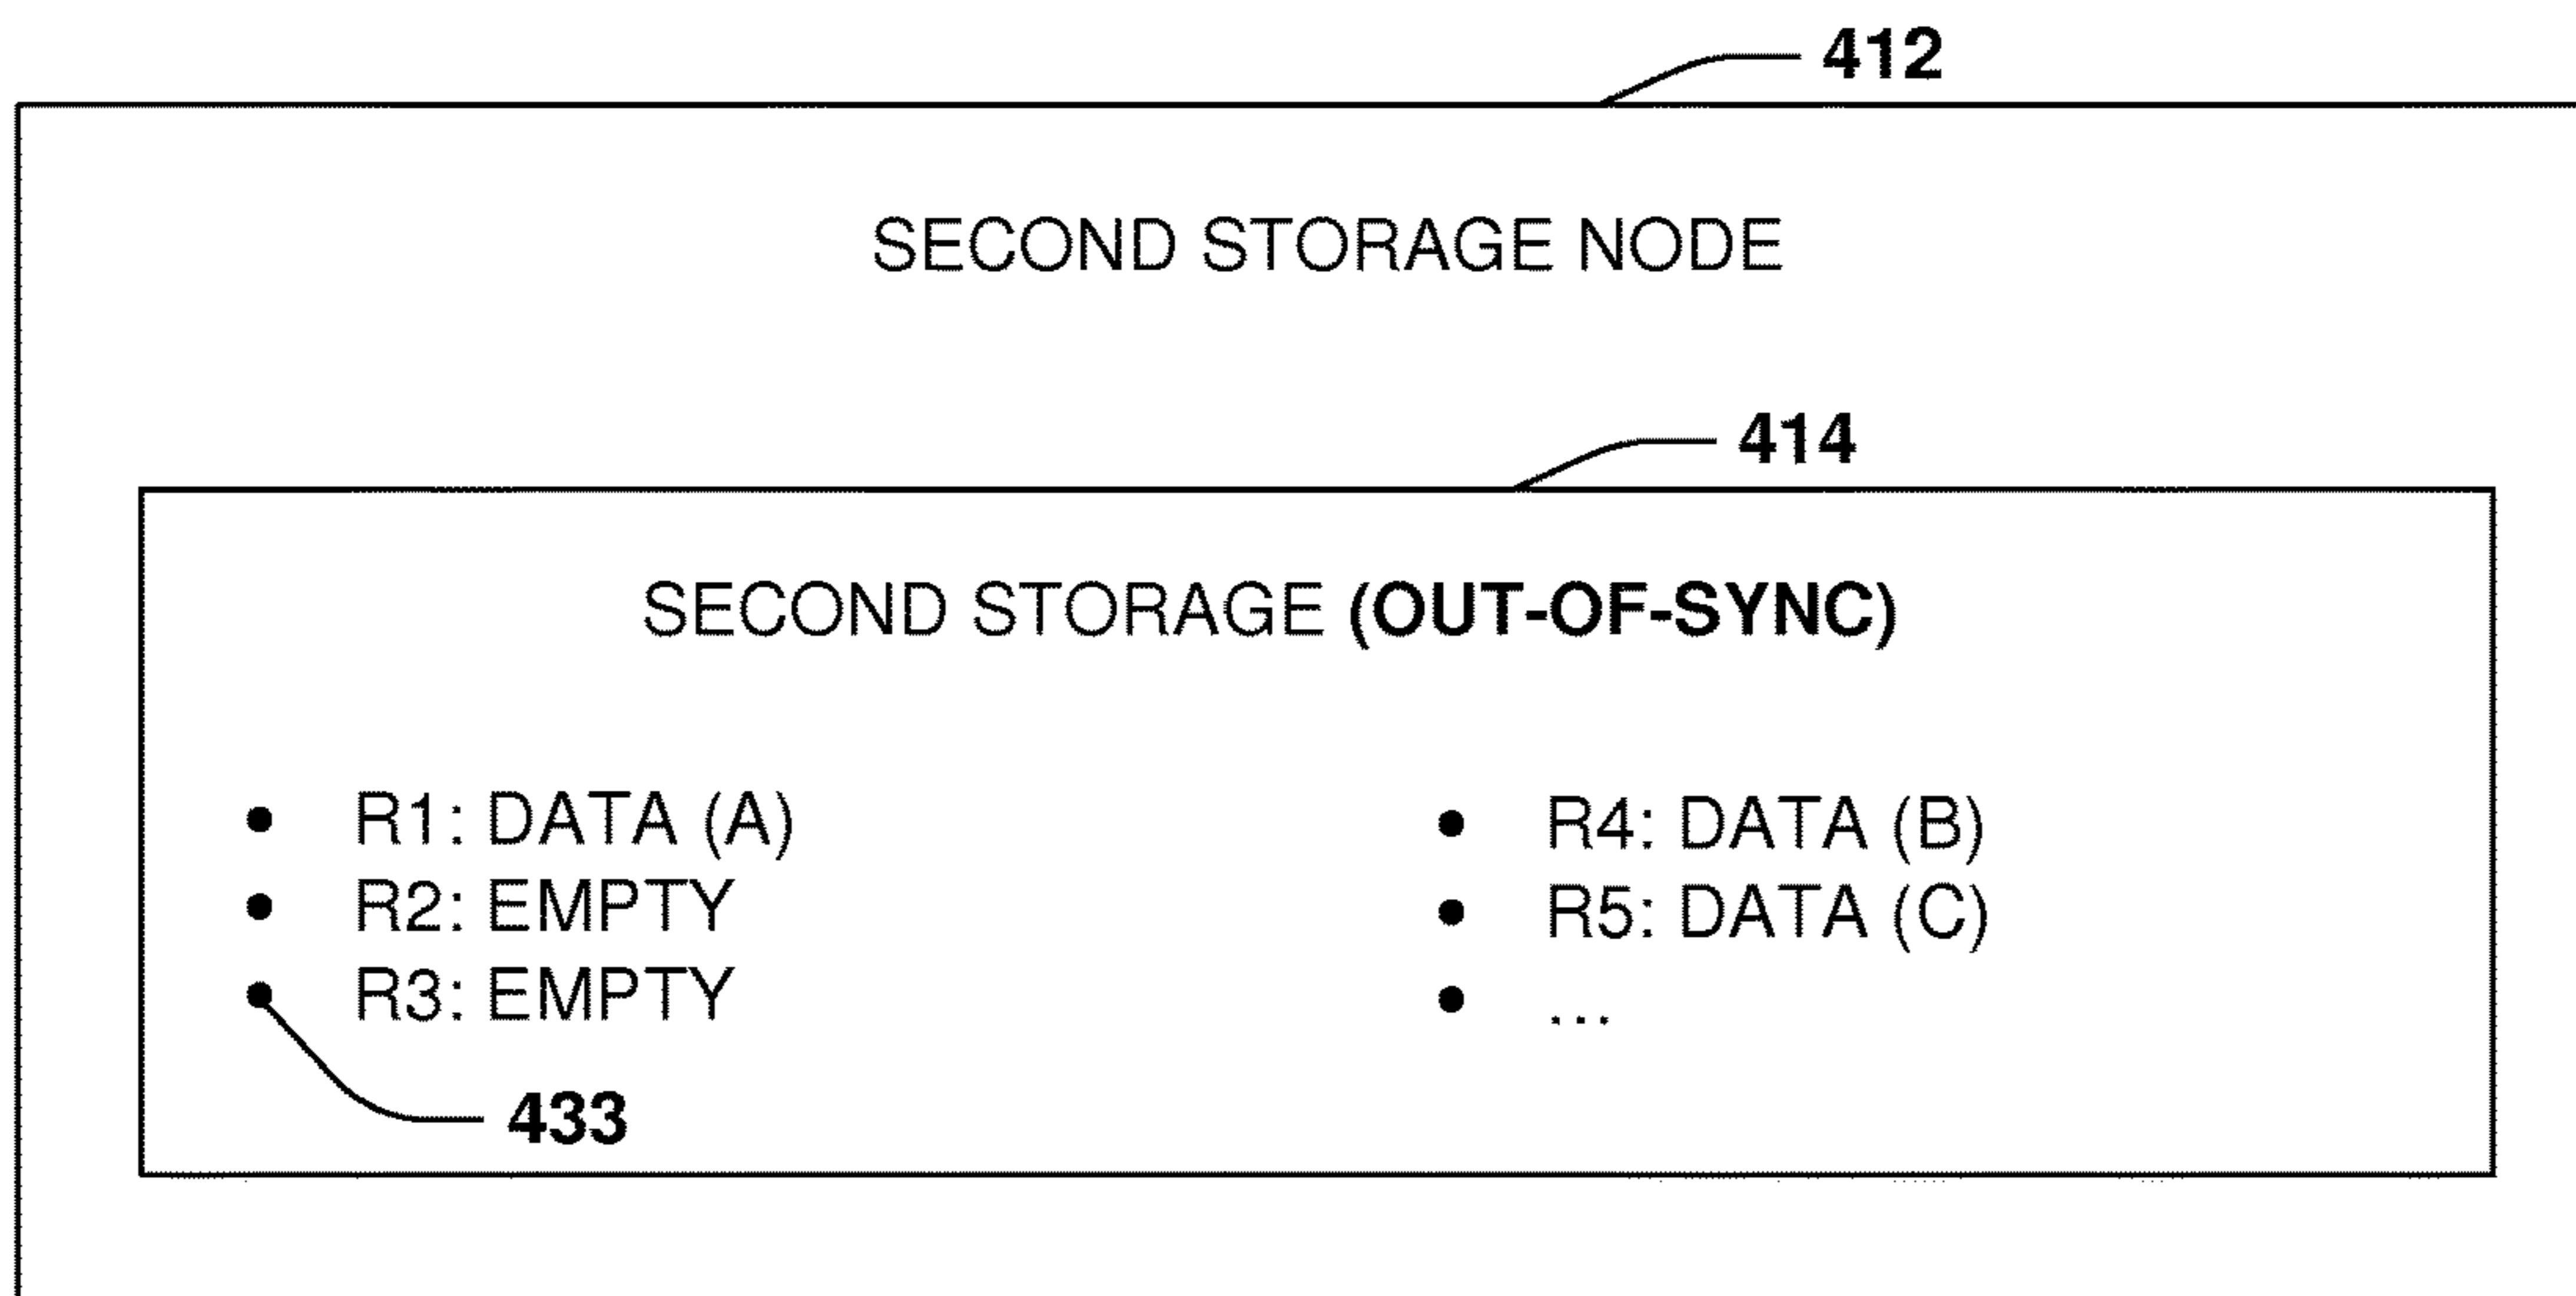 412
SECOND STORAGE NODE
414
SECOND STORAGE (OUT-OF-SYNC)
• R1: DATA (A)
• R2: EMPTY
• R3: EMPTY
433
• R4: DATA (B)
• R5: DATA (C)
• ...